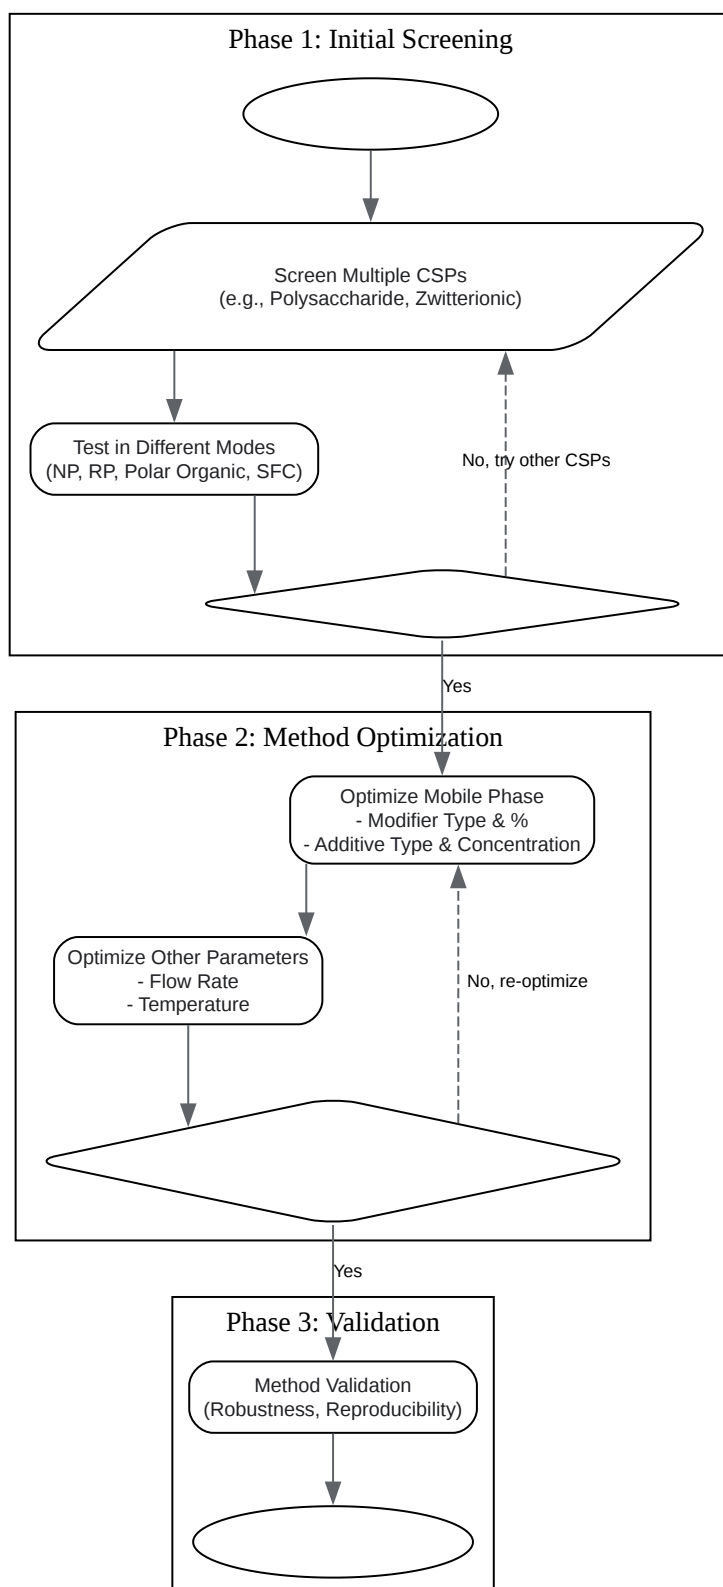 Phase 1: Initial Screening
Screen Multiple CSPs
(e.g., Polysaccharide, Zwitterionic)
Test in Different Modes
(NP, RP, Polar Organic, SFC)
No, try other CSPs
Yes
Phase 2: Method Optimization
Optimize Mobile Phase
- Modifier Type & %
- Additive Type & Concentration
Optimize Other Parameters
- Flow Rate
- Temperature
No, re-optimize
Yes
Phase 3: Validation
Method Validation
(Robustness, Reproducibility)